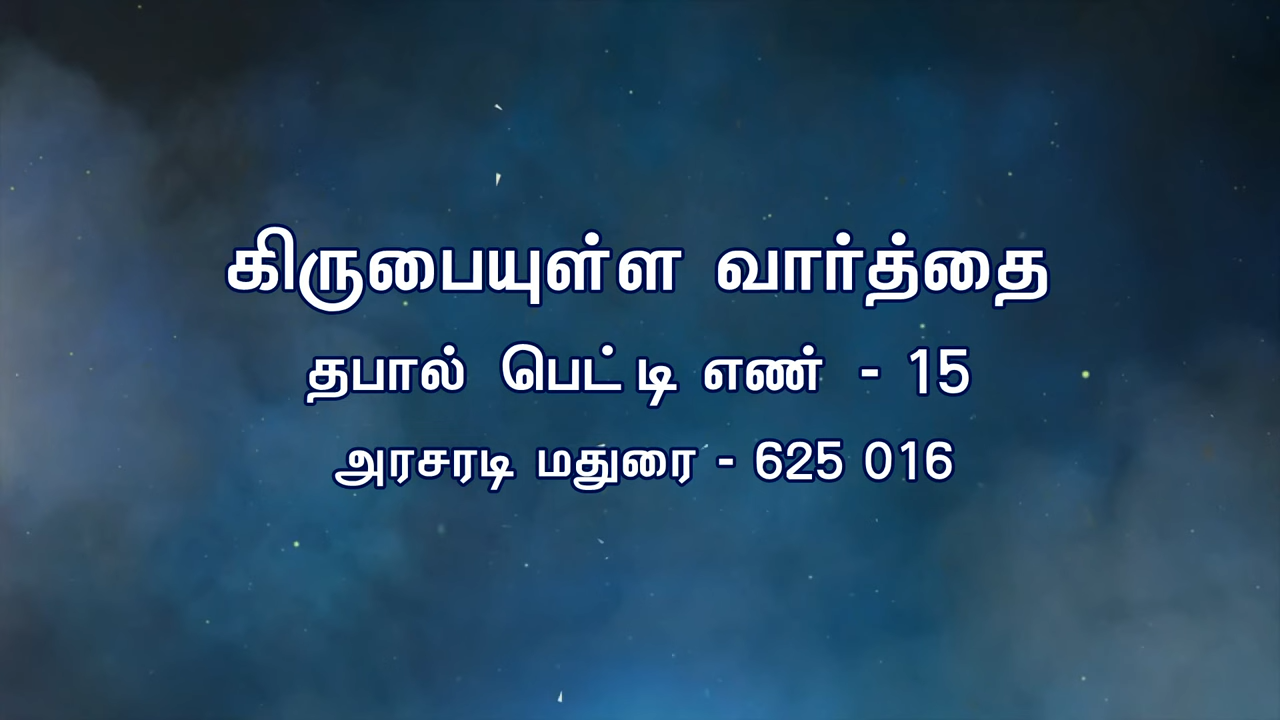 கிருபையுள்ள வார்த்தை
தபால் பெட்டி எண் - 15
அரசரடி மதுரை - 625 016